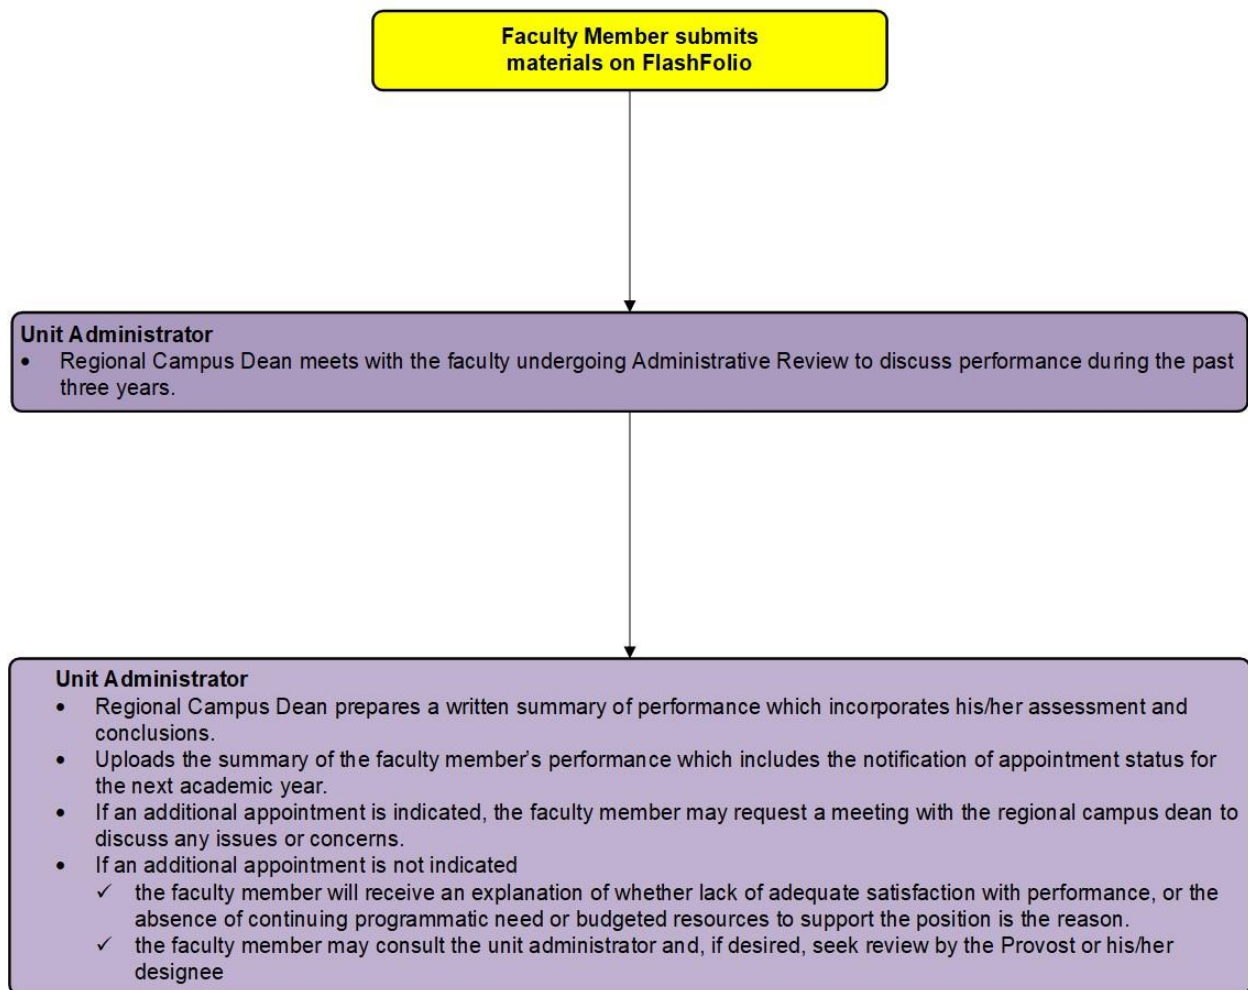 Faculty Member submits
materials on FlashFolio
Unit Administrator
• Regional Campus Dean meets with the faculty undergoing Administrative Review to discuss performance during the past
three years.
Unit Administrator
• Regional Campus Dean prepares a written summary of performance which incorporates his/her assessment and
conclusions.
• Uploads the summary of the faculty member's performance which includes the notification of appointment status for
the next academic year.
• If an additional appointment is indicated, the faculty member may request a meeting with the regional campus dean to
discuss any issues or concerns.
• If an additional appointment is not indicated
✓ the faculty member will receive an explanation of whether lack of adequate satisfaction with performance, or the
absence of continuing programmatic need or budgeted resources to support the position is the reason.
✓ the faculty member may consult the unit administrator and, if desired, seek review by the Provost or his/her
designee